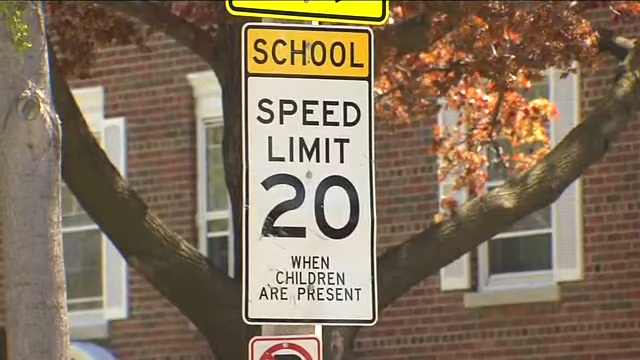 SCHOOL
SPEED
LIMIT
20
WHEN
CHILDREN
ARE PRESENT